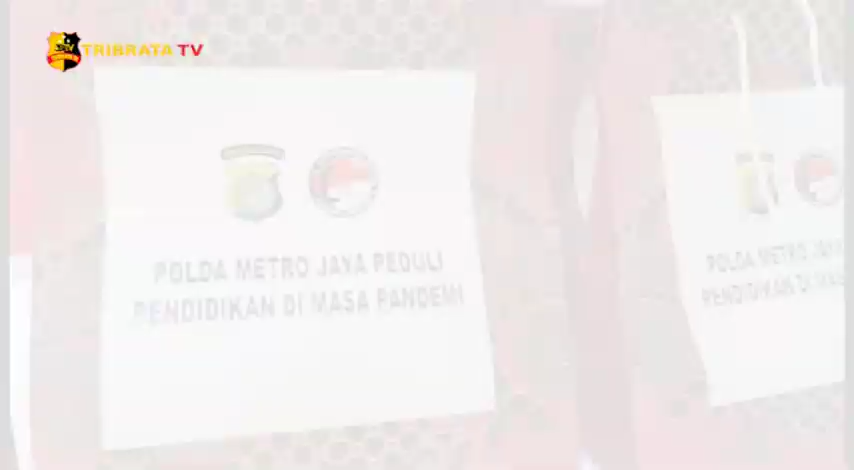 TRIBRATA TV
POLDA METRO JAYA PEDULI
PENDIDIKAN DI MASA PANDEMI
POLDA METRO JAYA
PENDIDIKAN DI MASA